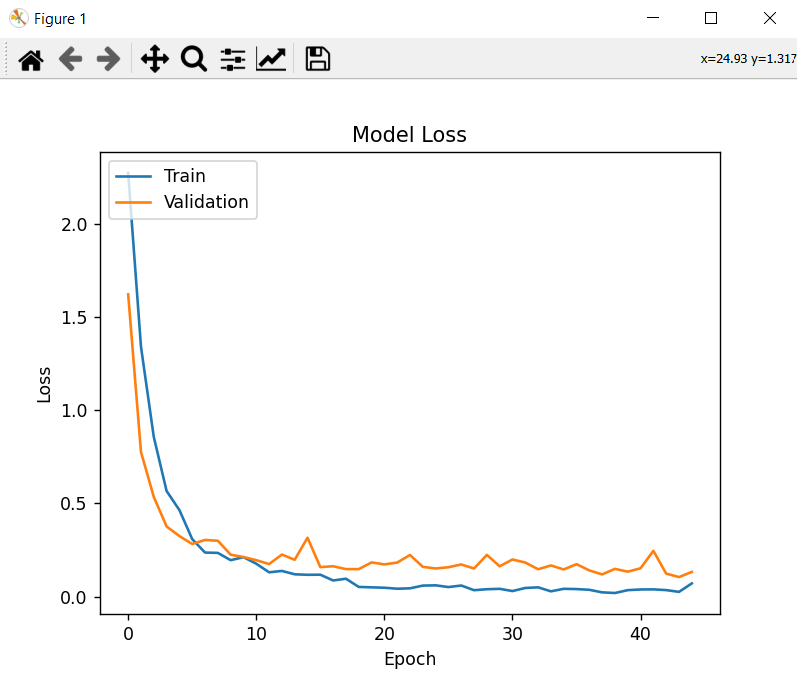 Figure 1
x=24.93 y=1.317
Model Loss
Train
Validation
2.0
1.5
1.0
0.5
0.0
Loss
0 10 20 30 40
Epoch